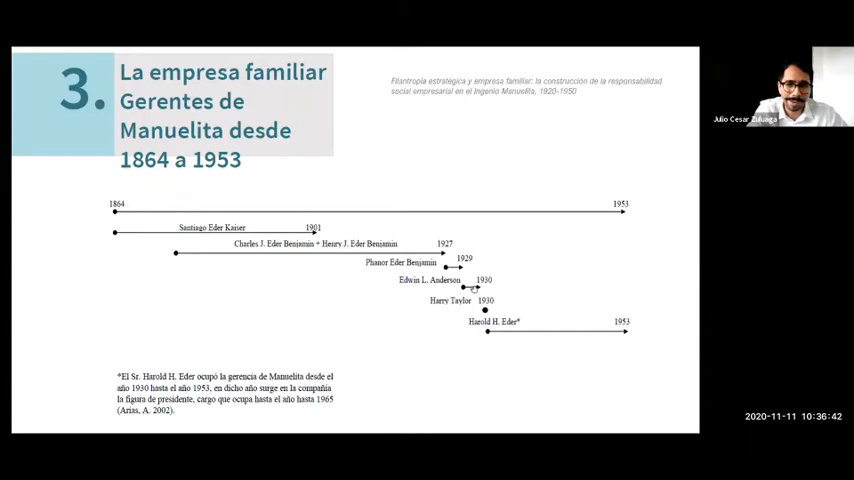 3.
La empresa familiar
Gerentes de
Manuelita desde
1864 a 1953
Filantropía estratégica y empresa familiar: la construcción de la responsabilidad
social empresarial en el Ingenio Manuelita, 1920-1950
Julio Cesar Zuluaga
1864 1953
Santiago Eder Kaiser 1901
Charles J. Eder Benjamin + Henry J. Eder Benjamin 1927
Phanor Eder Benjamin 1929
Edwin L. Anderson 1930
Harry Taylor 1930
Harold H. Eder* 1953
*El Sr. Harold H. Eder ocupó la gerencia de Manuelita desde el
año 1930 hasta el año 1953, en dicho año surge en la compañía
la figura de presidente, cargo que ocupa hasta el año hasta 1965
(Arias, A. 2002).
2020-11-11 10:36:42